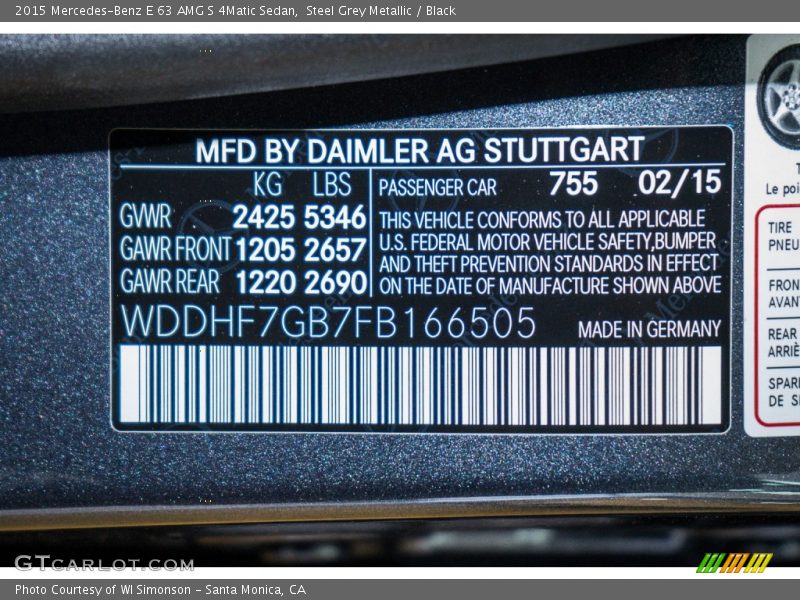 2015 Mercedes-Benz E 63 AMG S 4Matic Sedan, Steel Grey Metallic / Black
MFD BY DAIMLER AG STUTTGART
KG LBS
GWR 2425 5346
GAWR FRONT 1205 2657
GAWR REAR 1220 2690
PASSENGER CAR 755 02/15
THIS VEHICLE CONFORMS TO ALL APPLICABLE
U.S. FEDERAL MOTOR VEHICLE SAFETY,BUMPER
AND THEFT PREVENTION STANDARDS IN EFFECT
ON THE DATE OF MANUFACTURE SHOWN ABOVE
WDDHF7GB7FB166505 MADE IN GERMANY
Le poi
TIRE
PNEU
FRON
AVAN
REAR
ARRIÈ
SPAR
DE S
GTCARLOT.COM
Photo Courtesy of WI Simonson - Santa Monica, CA